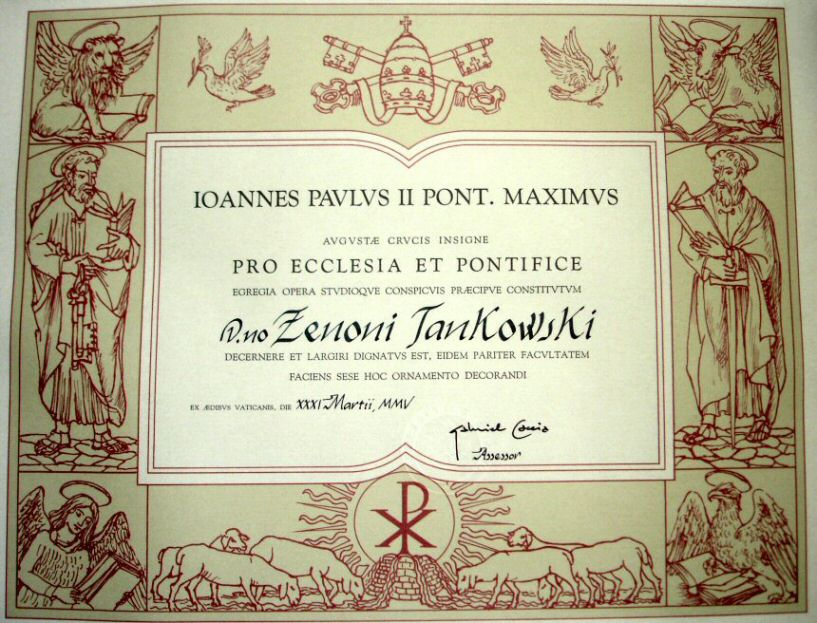 IOANNES PAVLVS II PONT. MAXIMVS
AVGVSTÆ CRVCIS INSIGNE
PRO ECCLESIA ET PONTIFICE
EGREGIA OPERA STVDIOQVE CONSPICVIS PRÆCIPVE CONSTITVTVM
D.no Zenoni Jankowski
DECERNERE ET LARGIRI DIGNATVS EST, EIDEM PARITER FACVLTATEM
FACIENS SESE HOC ORNAMENTO DECORANDI
EX ÆDIBVS VATICANIS, DIE XXXI Martii, MMV
Gabriel Caccia
Assessor